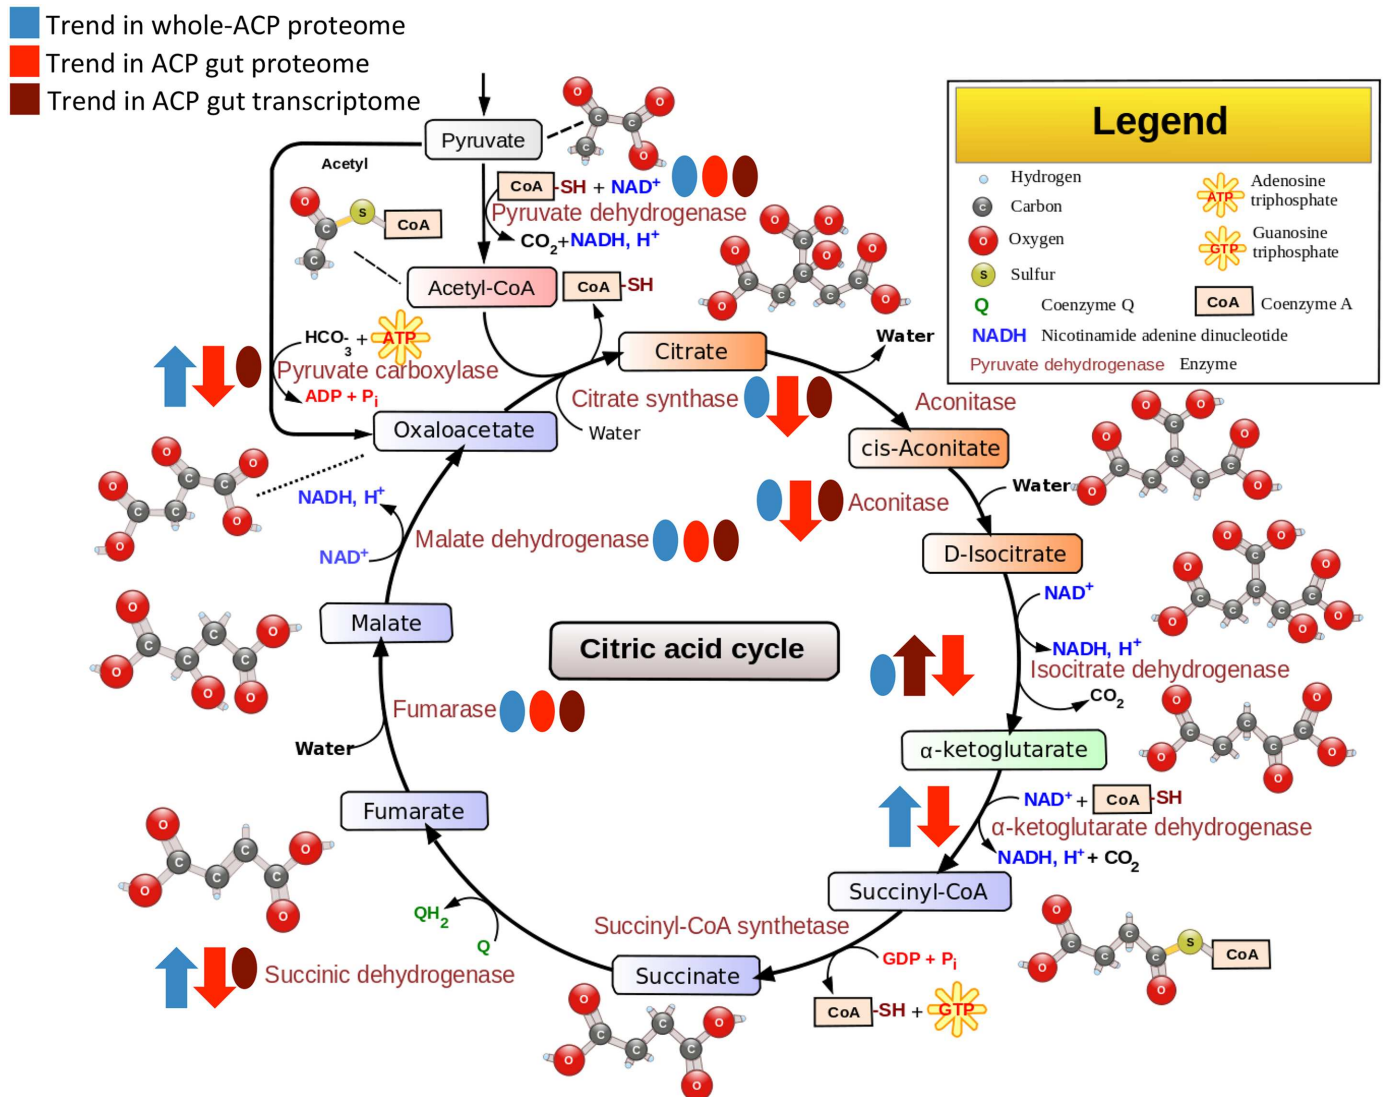 Trend in whole-ACP proteome
Trend in ACP gut proteome
Trend in ACP gut transcriptome
Legend
Hydrogen
C Carbon
O Oxygen
S Sulfur
Q Coenzyme Q
NADH Nicotinamide adenine dinucleotide
Pyruvate dehydrogenase Enzyme
ATP Adenosine triphosphate
GTP Guanosine triphosphate
CoA Coenzyme A
Pyruvate
Acetyl
S CoA
CoA-SH + NAD+
Pyruvate dehydrogenase
CO2+NADH, H+
Acetyl-CoA
CoA-SH
HCO3- + ATP
Pyruvate carboxylase
ADP + Pi
Citrate
Water
Citrate synthase
Water
Aconitase
Oxaloacetate
cis-Aconitate
Water
Aconitase
NADH, H+
Malate dehydrogenase
NAD+
D-Isocitrate
NAD+
NADH, H+
Isocitrate dehydrogenase
CO2
Malate
Citric acid cycle
Fumarase
Water
α-ketoglutarate
NAD+ + CoA-SH
α-ketoglutarate dehydrogenase
NADH, H+ + CO2
Fumarate
Succinyl-CoA
S CoA
QH2
Q
Succinyl-CoA synthetase
GDP + Pi
Succinic dehydrogenase
Succinate
CoA-SH + GTP